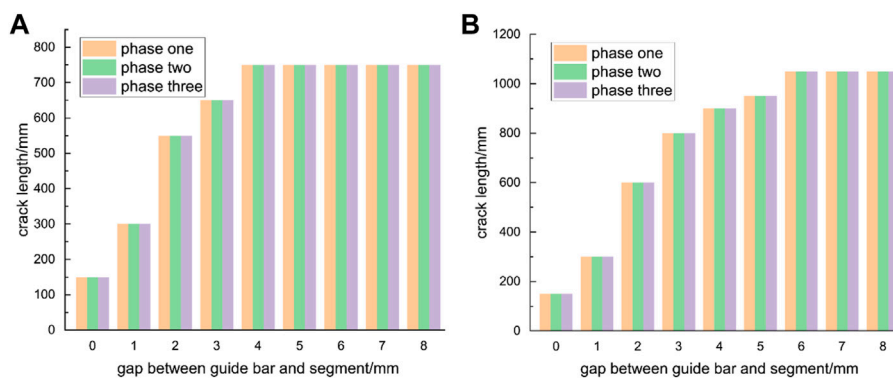 A
800
700
600
500
400
300
200
100
0
crack length/mm
phase one
phase two
phase three
0 1 2 3 4 5 6 7 8
gap between guide bar and segment/mm
B
1200
1000
800
600
400
200
0
crack length/mm
phase one
phase two
phase three
0 1 2 3 4 5 6 7 8
gap between guide bar and segment/mm